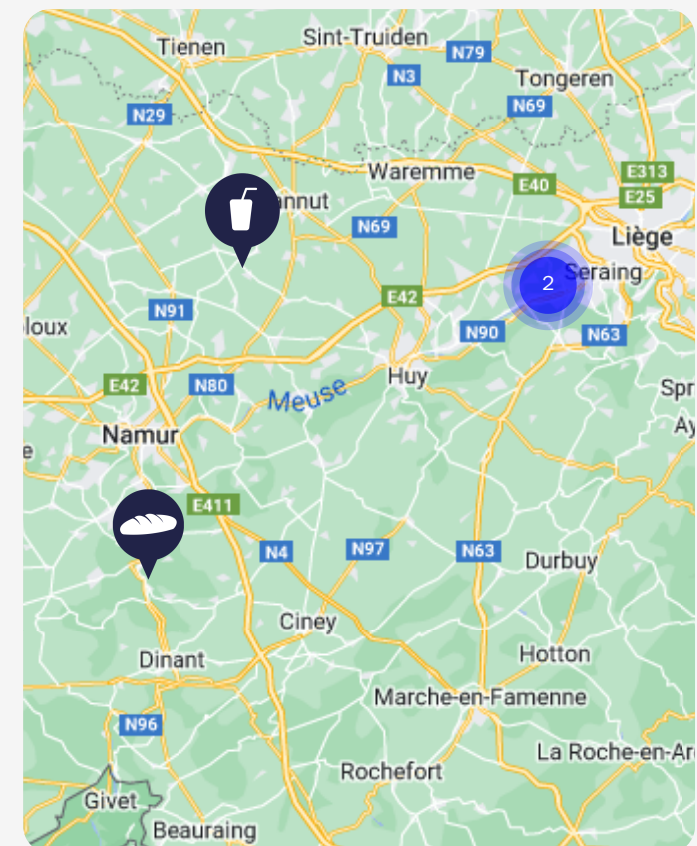 Tienen
Sint-Truiden
N79
N3
Tongeren
N29
N69
Waremme
E313
E40
E25
nnut
N69
Liège
Seraing
2
E42
N91
loux
N90
N63
Huy
E42
N80
Meuse
Spr
Ay
Namur
e
E411
N4
N97
N63
Durbuy
Ciney
Hotton
Dinant
Marche-en-Famenne
N96
La Roche-en-Ar
Rochefort
Givet
Beauraing